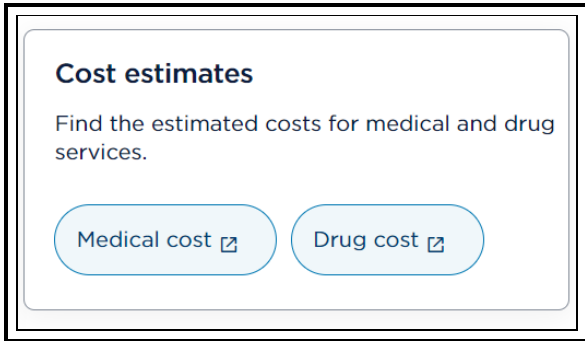 Cost estimates
Find the estimated costs for medical and drug
services.
Medical cost
Drug cost